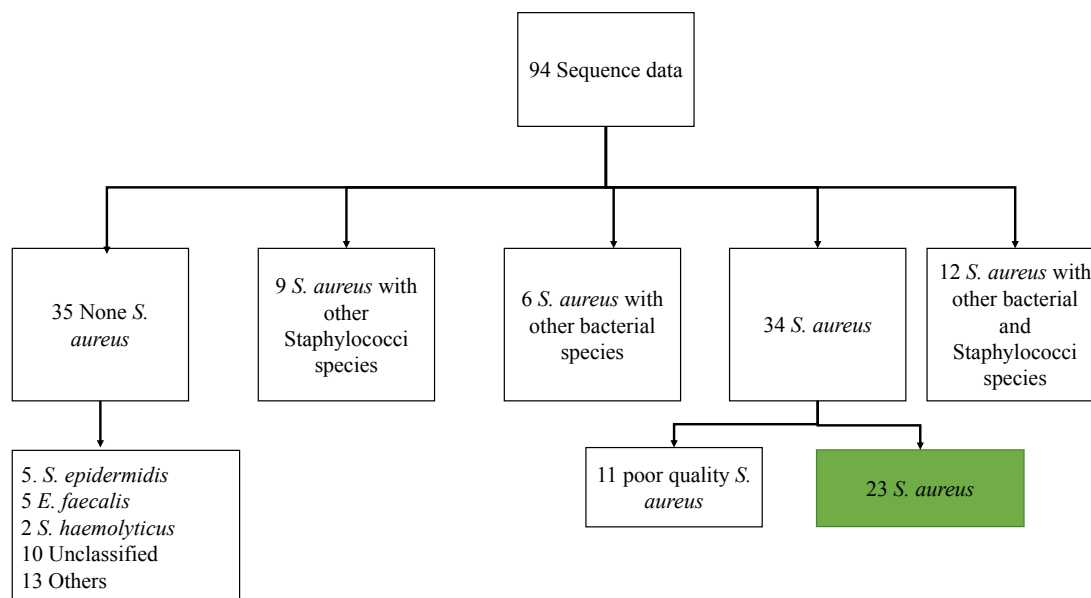 94 Sequence data
35 None S.
aureus
9 S. aureus with
other
Staphylococci
species
6 S. aureus with
other bacterial
species
34 S. aureus
12 S. aureus with
other bacterial
and
Staphylococci
species
5. S. epidermidis
5 E. faecalis
2 S. haemolyticus
10 Unclassified
13 Others
11 poor quality S.
aureus
23 S. aureus